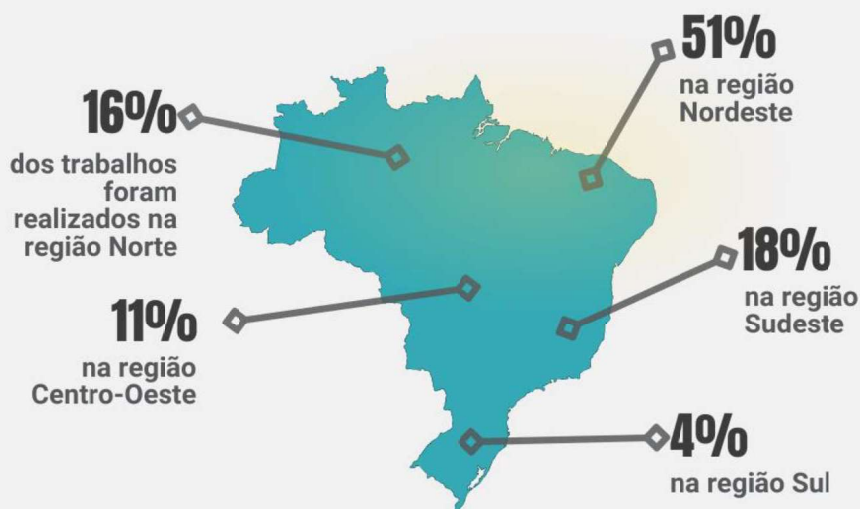 51%
na região
Nordeste
16%
dos trabalhos
foram
realizados na
região Norte
18%
na região
Sudeste
11%
na região
Centro-Oeste
4%
na região Sul